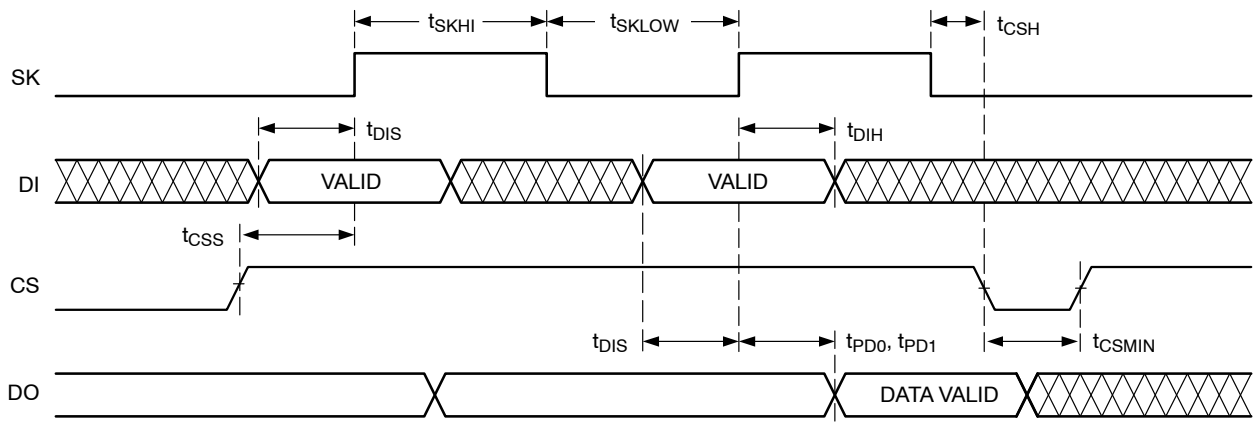 tSKHI tSKLOW tCSH
SK
tDIS tDIH
DI VALID VALID
tCSS
CS
tDIS tPD0, tPD1 tCSMIN
DO DATA VALID